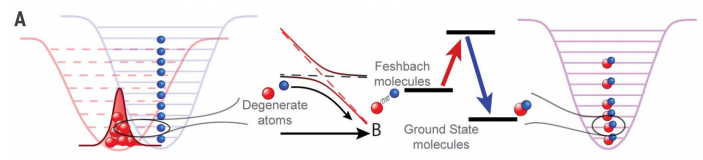 A
Degenerate
atoms
B
Feshbach
molecules
Ground State
molecules